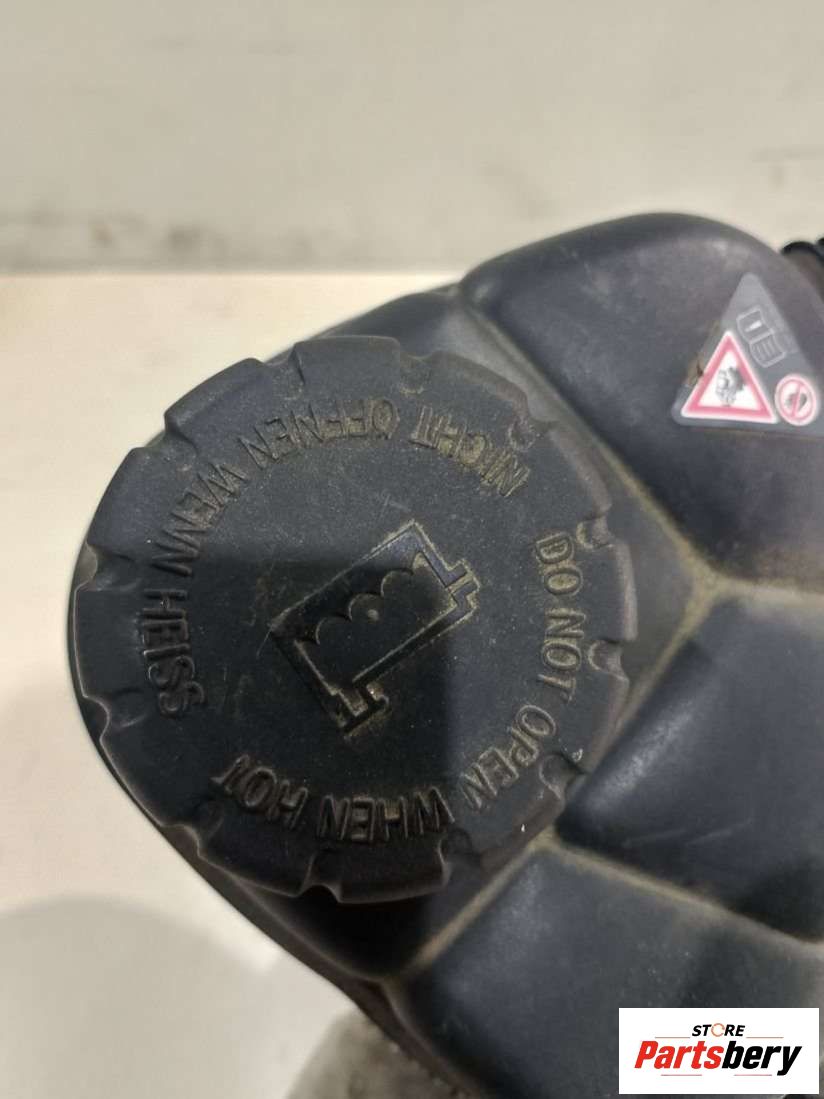 NICHT ÖFFNEN WENN HEISS
DO NOT OPEN WHEN HOT
STORE
Partsbery